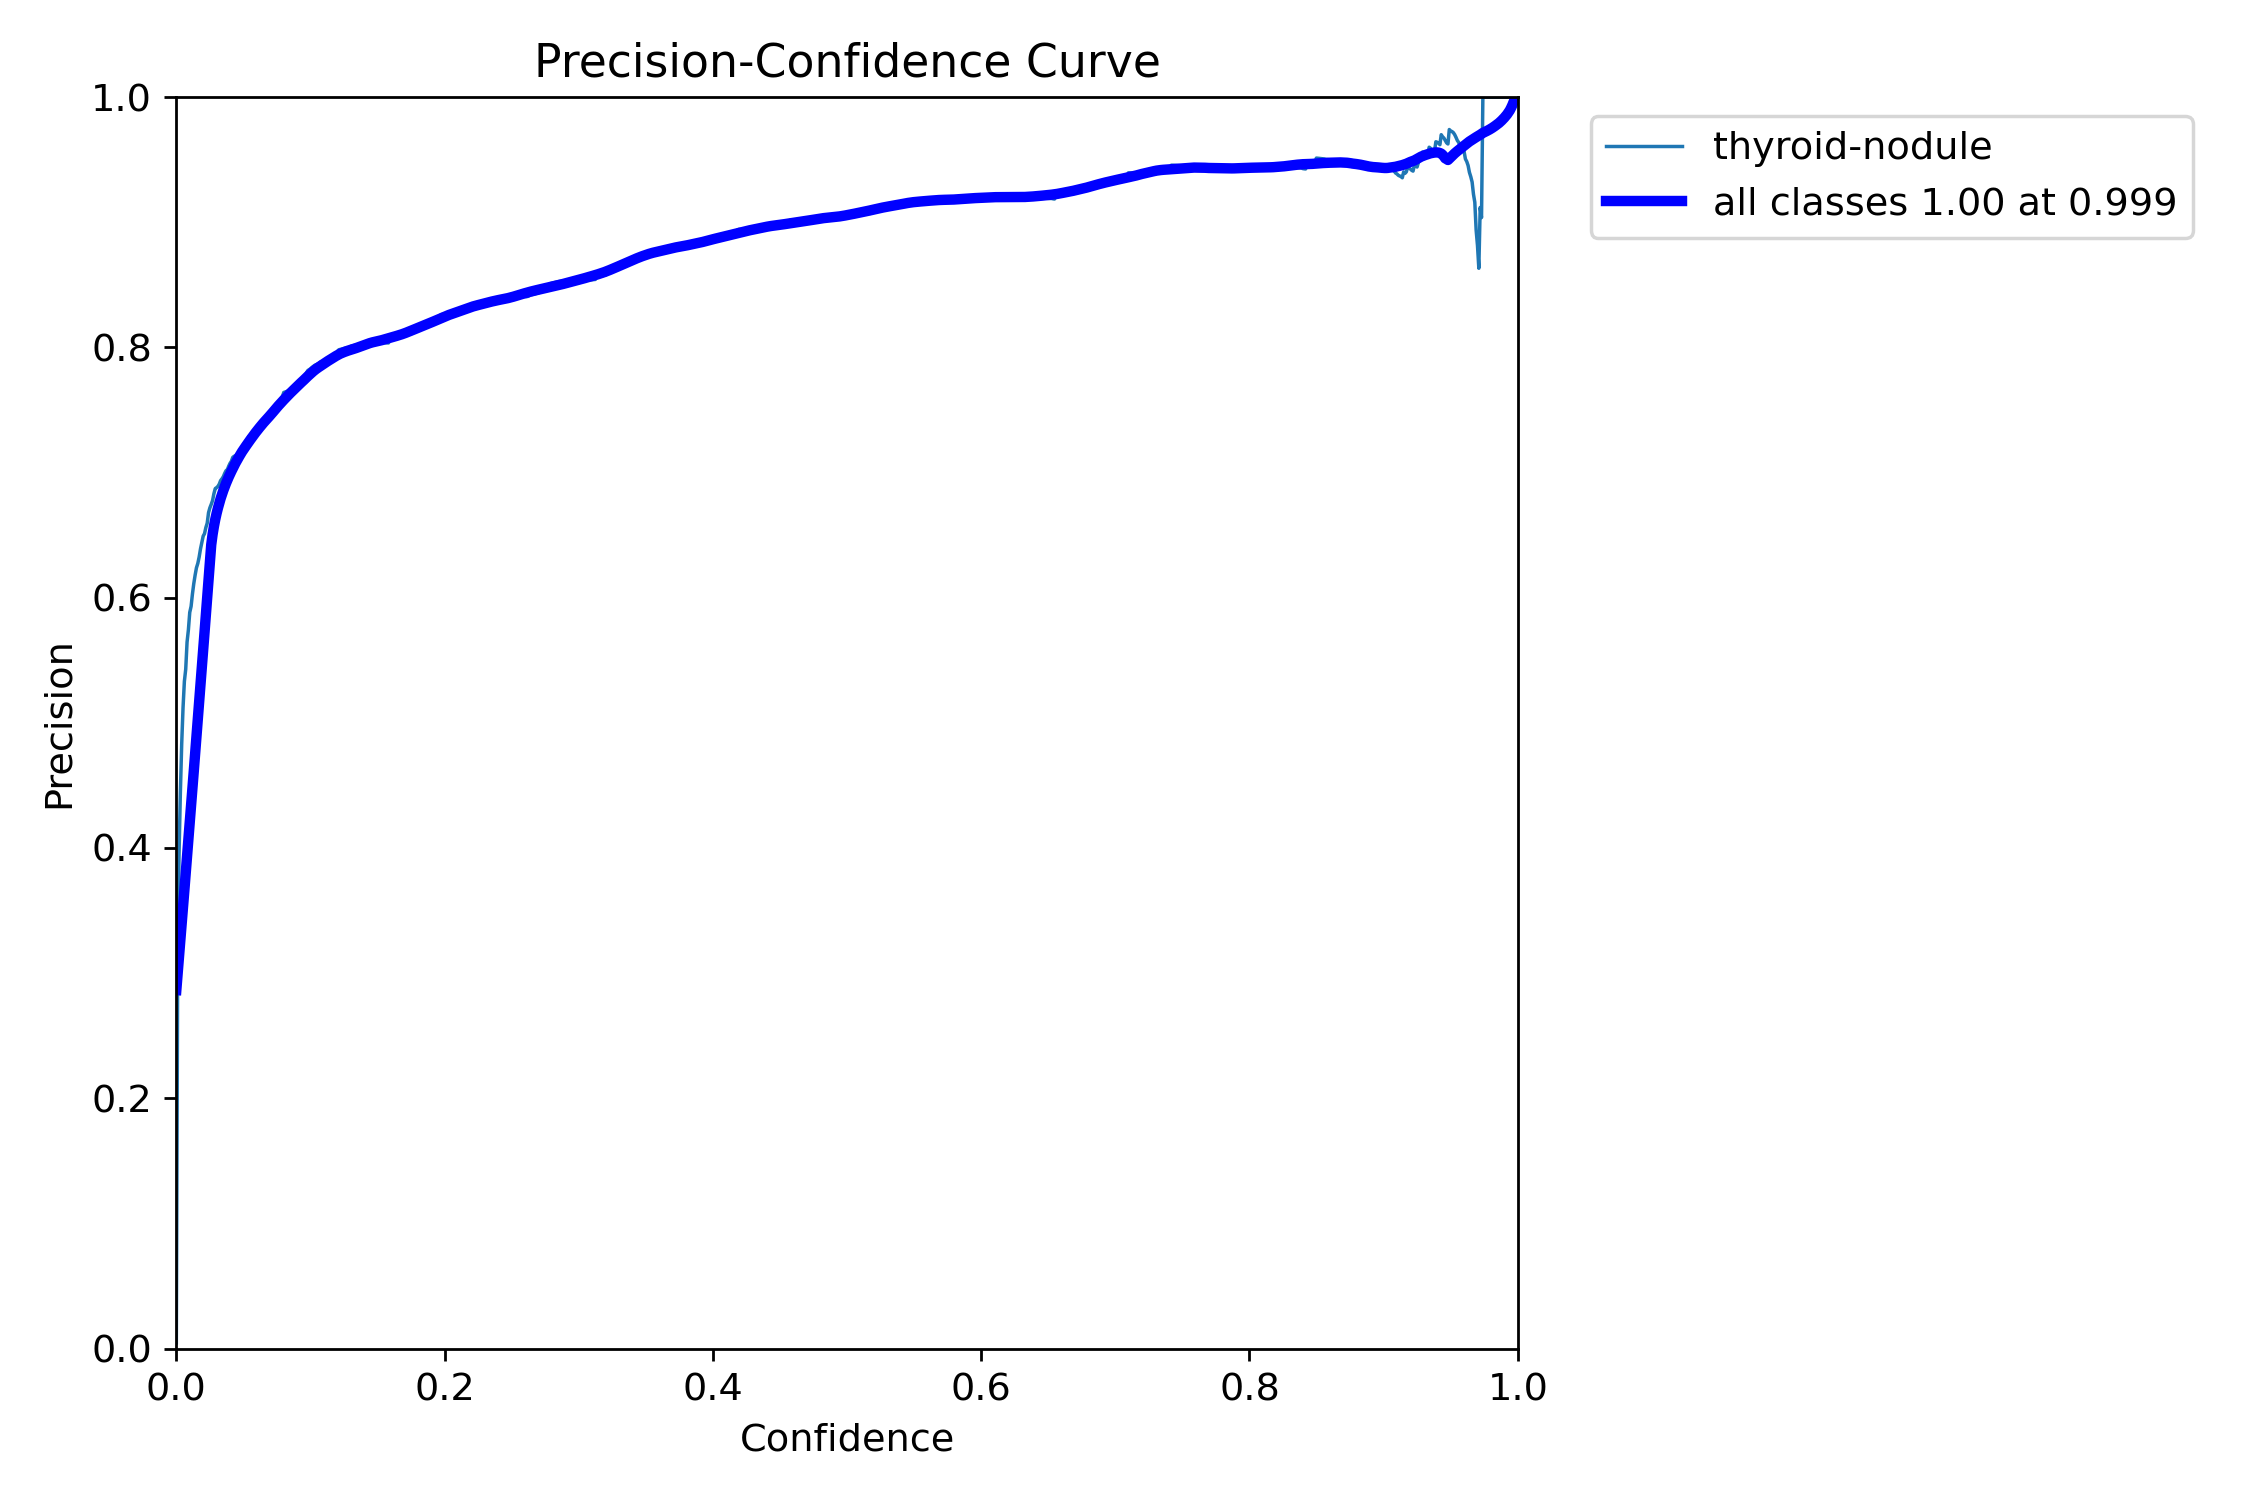 Precision-Confidence Curve
1.0
0.8
0.6
0.4
0.2
0.0
Precision
0.0 0.2 0.4 0.6 0.8 1.0
Confidence
thyroid-nodule
all classes 1.00 at 0.999